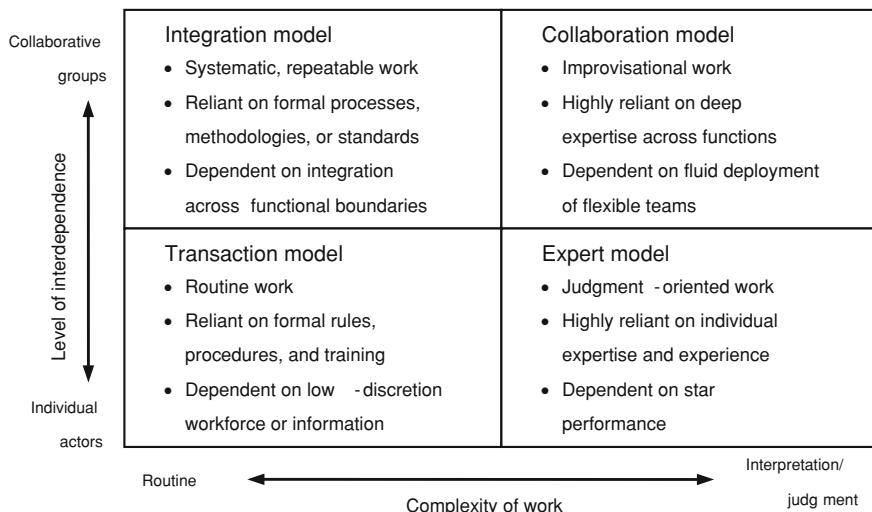 Collaborative
groups
Level of interdependence
Individual
actors
Integration model
• Systematic, repeatable work
• Reliant on formal processes,
methodologies, or standards
• Dependent on integration
across functional boundaries
Collaboration model
• Improvisational work
• Highly reliant on deep
expertise across functions
• Dependent on fluid deployment
of flexible teams
Transaction model
• Routine work
• Reliant on formal rules,
procedures, and training
• Dependent on low -discretion
workforce or information
Expert model
• Judgment -oriented work
• Highly reliant on individual
expertise and experience
• Dependent on star
performance
Routine
Complexity of work
Interpretation/
judg ment